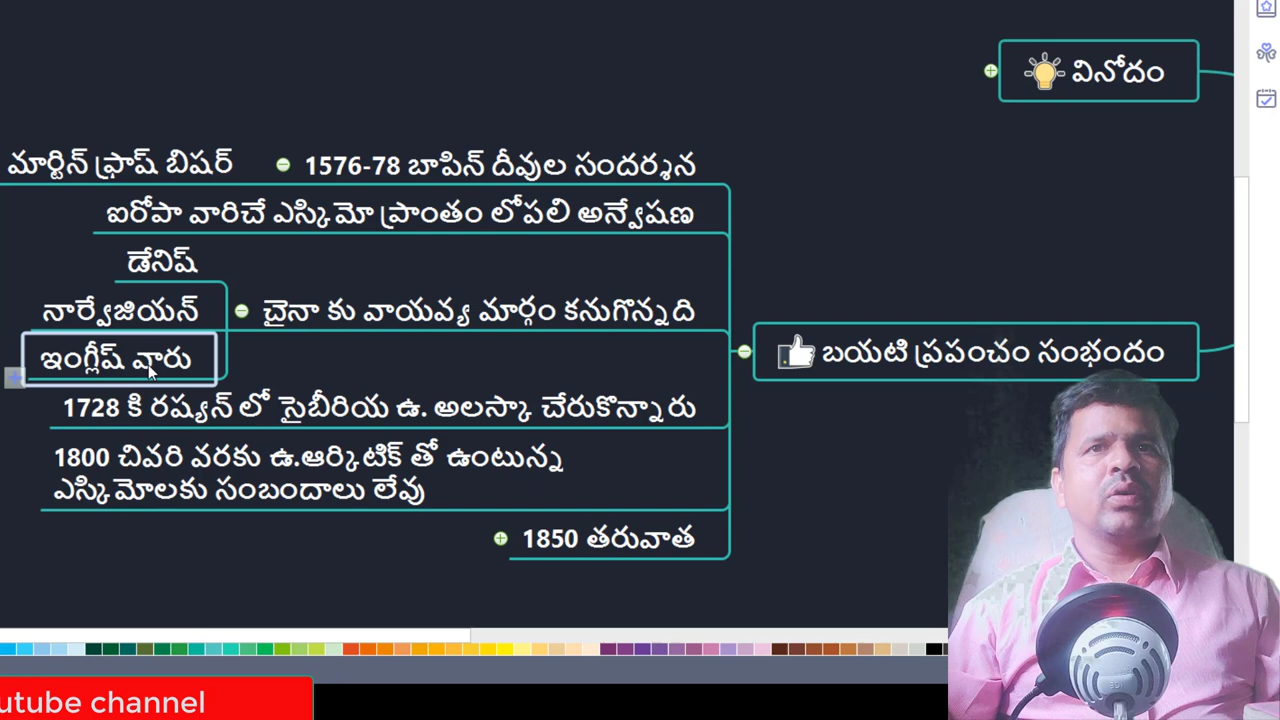 వినోదం
మార్టిన్ ఫ్రాష్ బిషర్
1576-78 బాపిన్ దీవుల సందర్శన
ఐరోపా వారిచే ఎస్కిమో ప్రాంతం లోపలి అన్వేషణ
డేనిష్
నార్వేజియన్
చైనా కు వాయవ్య మార్గం కనుగొన్నది
ఇంగ్లీష్ వారు
బయటి ప్రపంచం సంభందం
1728 కి రష్యన్ లో సైబీరియ ఉ. అలస్కా చేరుకొన్నారు
1800 చివరి వరకు ఉ.ఆర్కిటిక్ తో ఉంటున్న
ఎస్కిమోలకు సంబందాలు లేవు
1850 తరువాత
utube channel